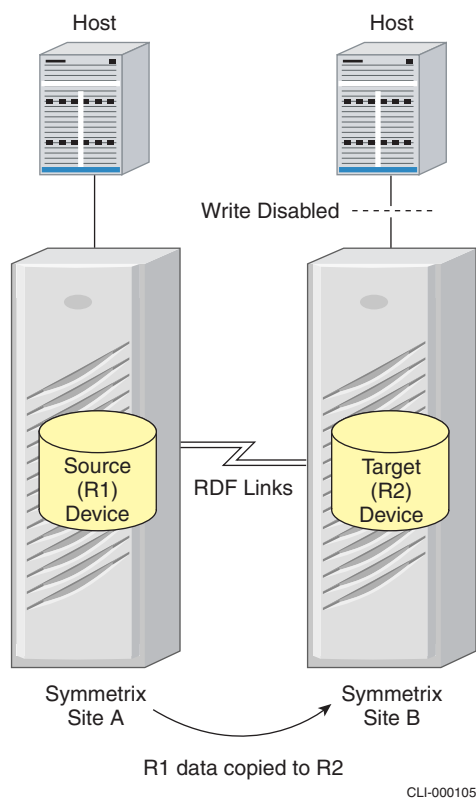 Host
Host
Write Disabled
Source
(R1)
Device
RDF Links
Target
(R2)
Device
Symmetrix
Site A
Symmetrix
Site B
R1 data copied to R2
CLI-000105